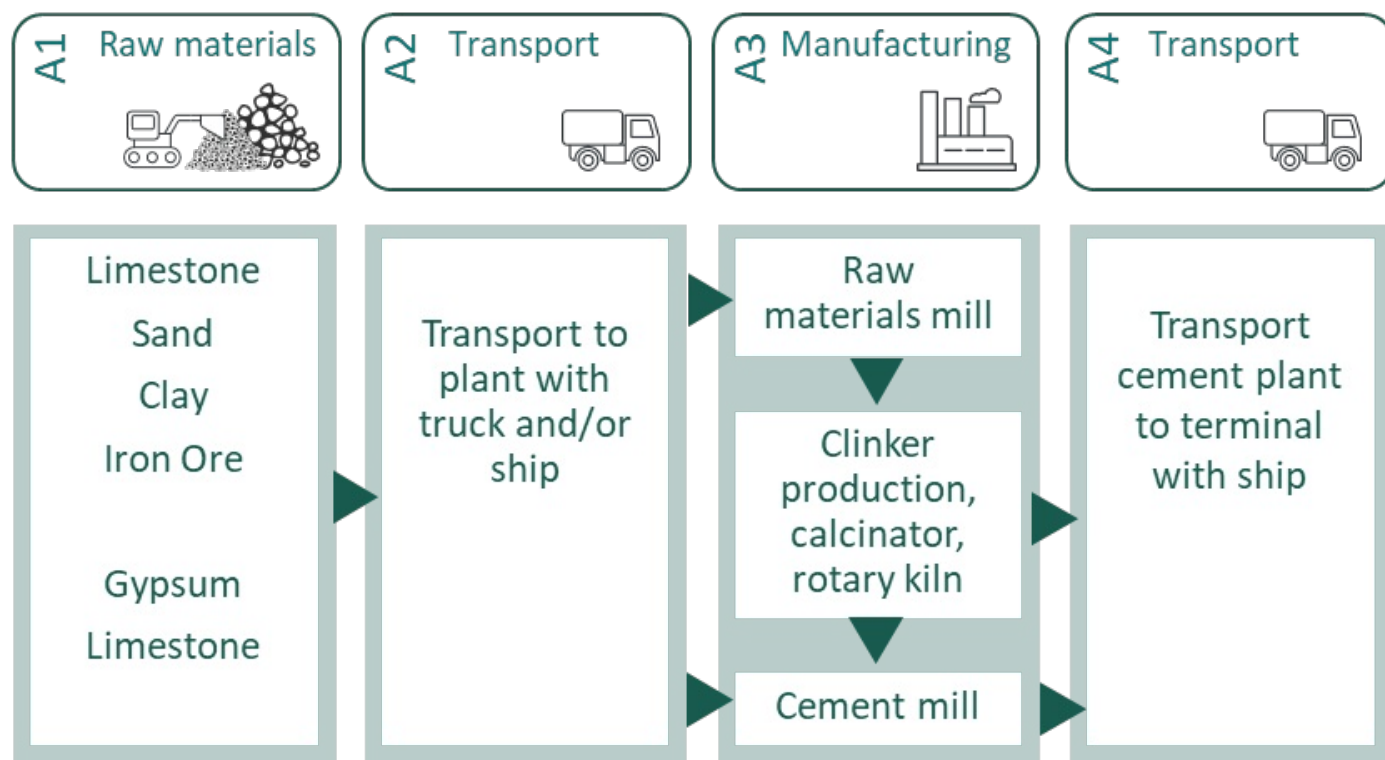 A1 Raw materials
A2 Transport
A3 Manufacturing
A4 Transport
Limestone
Sand
Clay
Iron Ore
Gypsum
Limestone
Transport to
plant with
truck and/or
ship
Raw
materials mill
Clinker
production,
calcinator,
rotary kiln
Cement mill
Transport
cement plant
to terminal
with ship